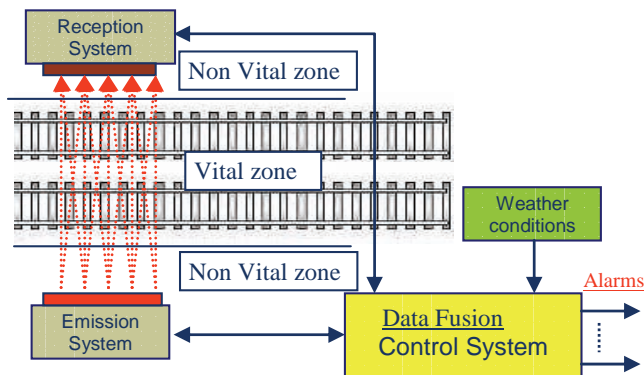 Reception
System
Non Vital zone
Vital zone
Weather
conditions
Non Vital zone
Alarms
Emission
System
Data Fusion
Control System